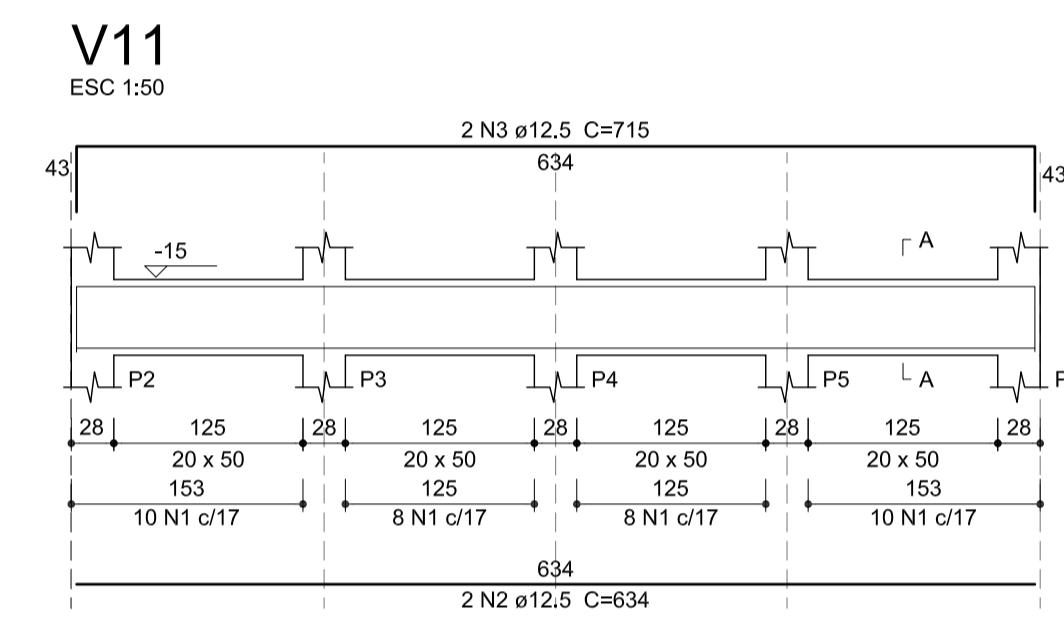 V11
ESC 1:50
2 N3 ø12.5 C=715
43 634 43
-15 A
P2 P3 P4 P5 A P
28 125 28 125 28 125 28 125 28
20 x 50 20 x 50 20 x 50 20 x 50
153 125 125 153
10 N1 c/17 8 N1 c/17 8 N1 c/17 10 N1 c/17
634
2 N2 ø12.5 C=634